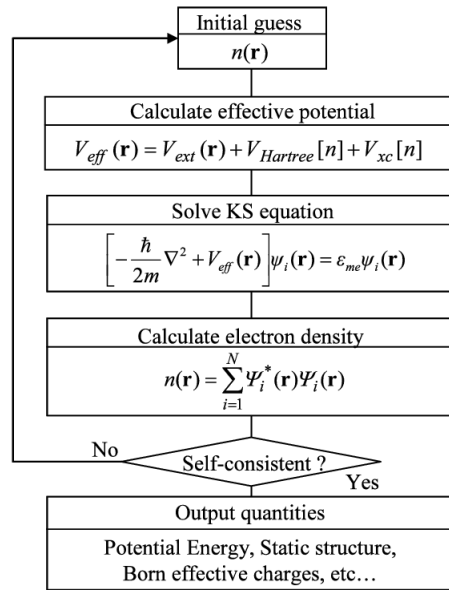 Initial guess
n(r)
Calculate effective potential
V_eff(r) = V_ext(r) + V_Hartree[n] + V_xc[n]
Solve KS equation
[-ℏ/2m ∇² + V_eff(r)]ψ_i(r) = ε_me ψ_i(r)
Calculate electron density
n(r) = ∑_{i=1}^{N} Ψ_i^*(r)Ψ_i(r)
No
Self-consistent ?
Yes
Output quantities
Potential Energy, Static structure,
Born effective charges, etc…